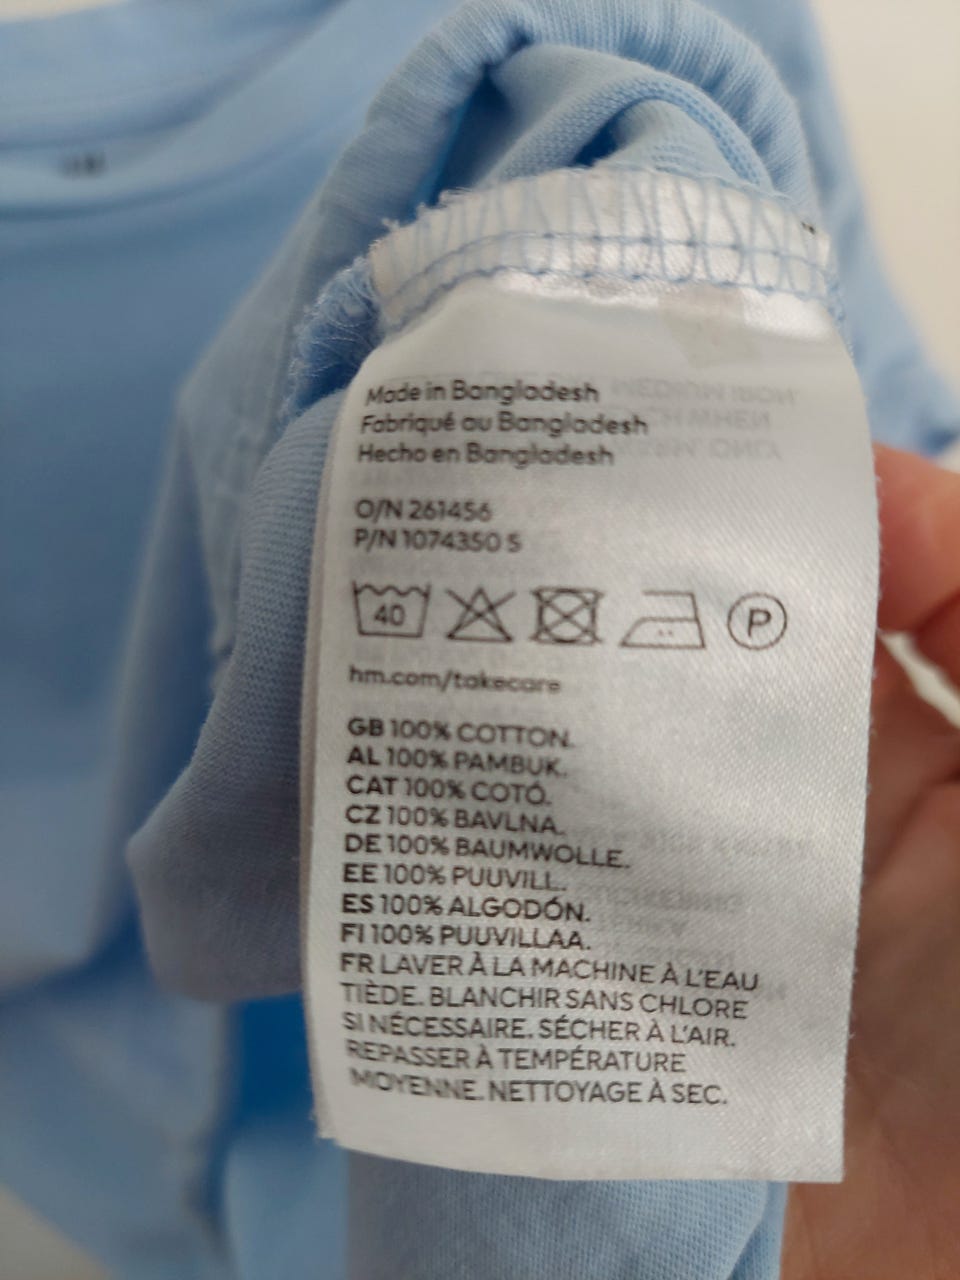 Made in Bangladesh
Fabriqué au Bangladesh
Hecho en Bangladesh
O/N 261456
P/N 1074350 S
40
P
hm.com/takecare
GB 100% COTTON.
AL 100% PAMBUK.
CAT 100% COTÓ.
CZ 100% BAVLNA.
DE 100% BAUMWOLLE.
EE 100% PUUVILL.
ES 100% ALGODÓN.
FI 100% PUUVILLAA.
FR LAVER À LA MACHINE À L'EAU
TIÈDE. BLANCHIR SANS CHLORE
SI NÉCESSAIRE. SÉCHER À L'AIR.
REPASSER À TEMPÉRATURE
MOYENNE. NETTOYAGE À SEC.